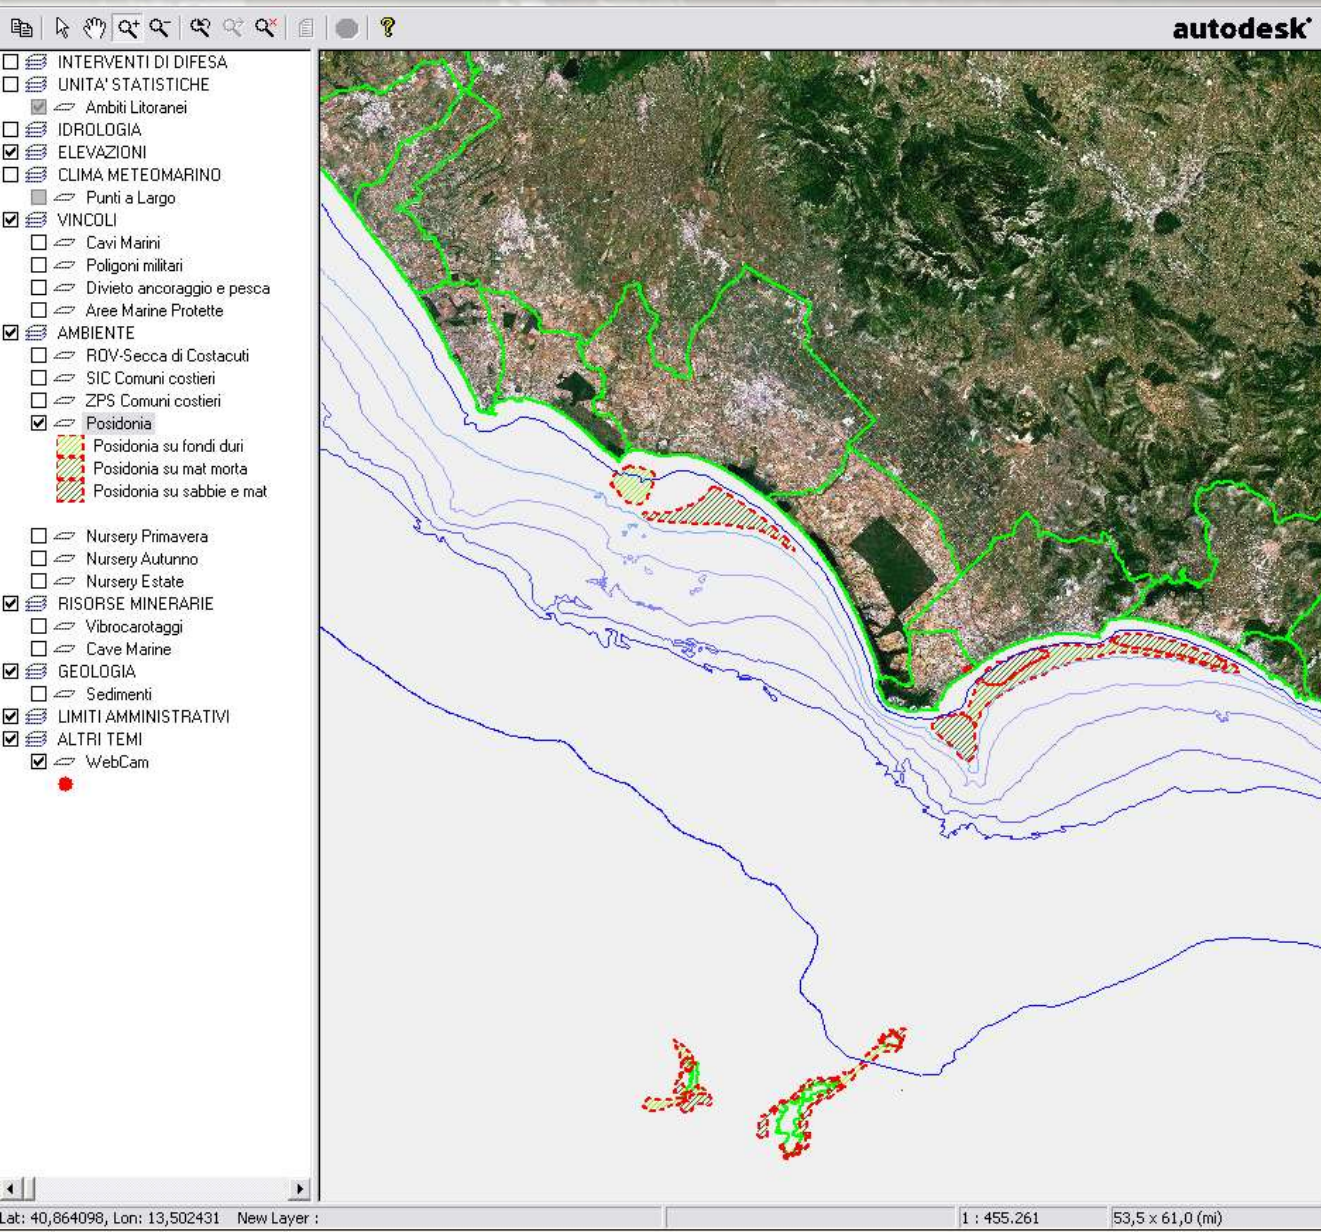 autodesk
INTERVENTI DI DIFESA
UNITA' STATISTICHE
Ambiti Litoranei
IDROLOGIA
ELEVAZIONI
CLIMA METEOMARINO
Punti a Largo
VINCOLI
Cavi Marini
Poligoni militari
Divieto ancoraggio e pesca
Aree Marine Protette
AMBIENTE
ROV-Secca di Costacuti
SIC Comuni costieri
ZPS Comuni costieri
Posidonia
Posidonia su fondi duri
Posidonia su mat morta
Posidonia su sabbie e mat
Nursery Primavera
Nursery Autunno
Nursery Estate
RISORSE MINERARIE
Vibrocarotaggi
Cave Marine
GEOLOGIA
Sedimenti
LIMITI AMMINISTRATIVI
ALTRI TEMI
WebCam
Lat: 40,864098, Lon: 13,502431 New Layer : 1 : 455.261 53,5 x 61,0 (mi)